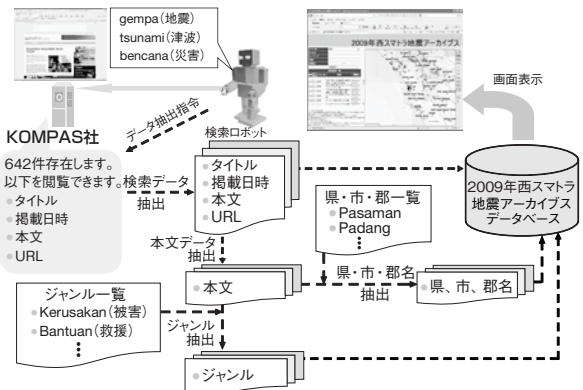 gempa（地震）
tsunami（津波）
bencana（災害）
2009年西スマトラ地震アーカイブス
画面表示
データ抽出指令
KOMPAS社
検索ロボット
642件存在します。
以下を閲覧できます。
●タイトル
●掲載日時
●本文
●URL
検索データ
抽出
●タイトル
●掲載日時
●本文
●URL
県・市・郡一覧
●Pasaman
●Padang
⋮
2009年西スマトラ
地震アーカイブス
データベース
本文データ
抽出
●本文
県・市・郡名
抽出
●県、市、郡名
ジャンル一覧
●Kerusakan（被害）
●Bantuan（救援）
⋮
ジャンル
抽出
●ジャンル